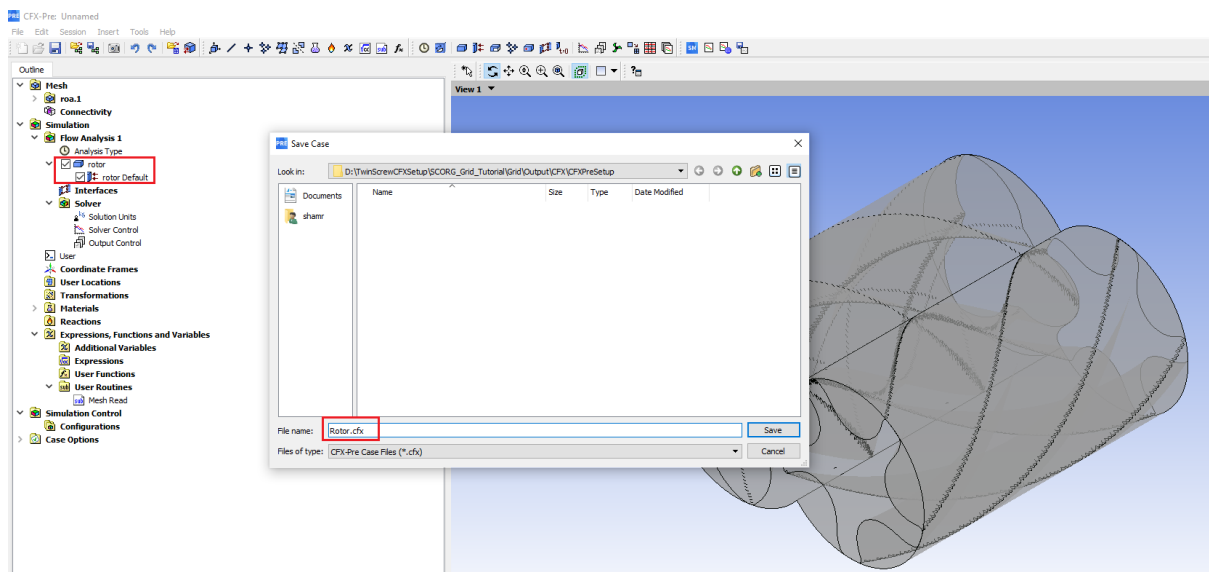 CFX-Pre: Unnamed
File Edit Session Insert Tools Help
Outline
Mesh
roa.1
Connectivity
Simulation
Flow Analysis 1
Analysis Type
rotor
rotor Default
Interfaces
Solver
Solution Units
Solver Control
Output Control
User
Coordinate Frames
User Locations
Transformations
Materials
Reactions
Expressions, Functions and Variables
Additional Variables
Expressions
User Functions
User Routines
Mesh Read
Simulation Control
Configurations
Case Options
View 1
PRE Save Case
Look in: D:\TwinScrewCFXSetup\SCORG_Grid_Tutorial\Grid\Output\CFX\CFXPreSetup
Documents
shamr
Name Size Type Date Modified
File name: Rotor.cfx Save
Files of type: CFX-Pre Case Files (*.cfx) Cancel